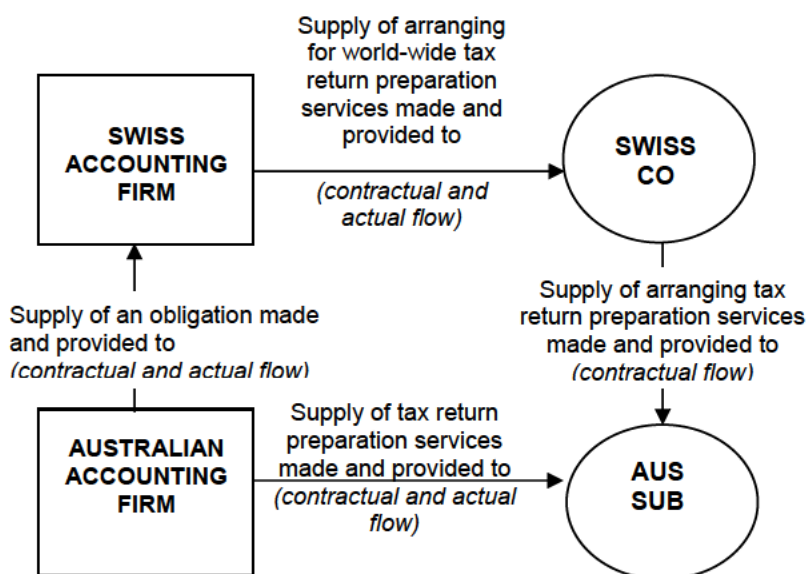 Supply of arranging
for world-wide tax
return preparation
services made and
provided to
SWISS
ACCOUNTING
FIRM
SWISS
CO
(contractual and
actual flow)
Supply of an obligation made
and provided to
(contractual and actual flow)
Supply of arranging tax
return preparation services
made and provided to
(contractual flow)
AUSTRALIAN
ACCOUNTING
FIRM
Supply of tax return
preparation services
made and provided to
(contractual and actual
flow)
AUS
SUB